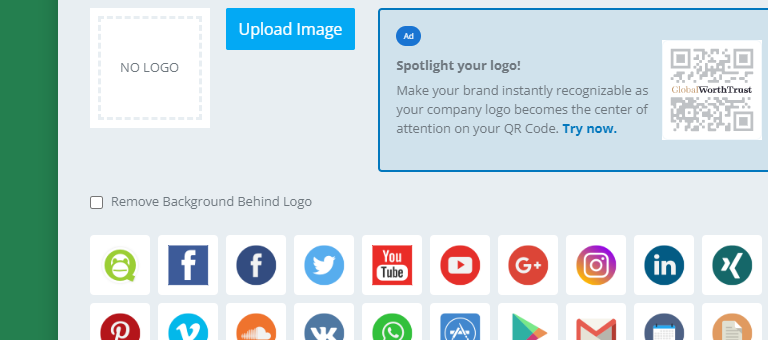 NO LOGO
Upload Image
Ad
Spotlight your logo!
Make your brand instantly recognizable as
your company logo becomes the center of
attention on your QR Code. Try now.
GlobalWorthTrust
Remove Background Behind Logo
You
Tube
G+
in